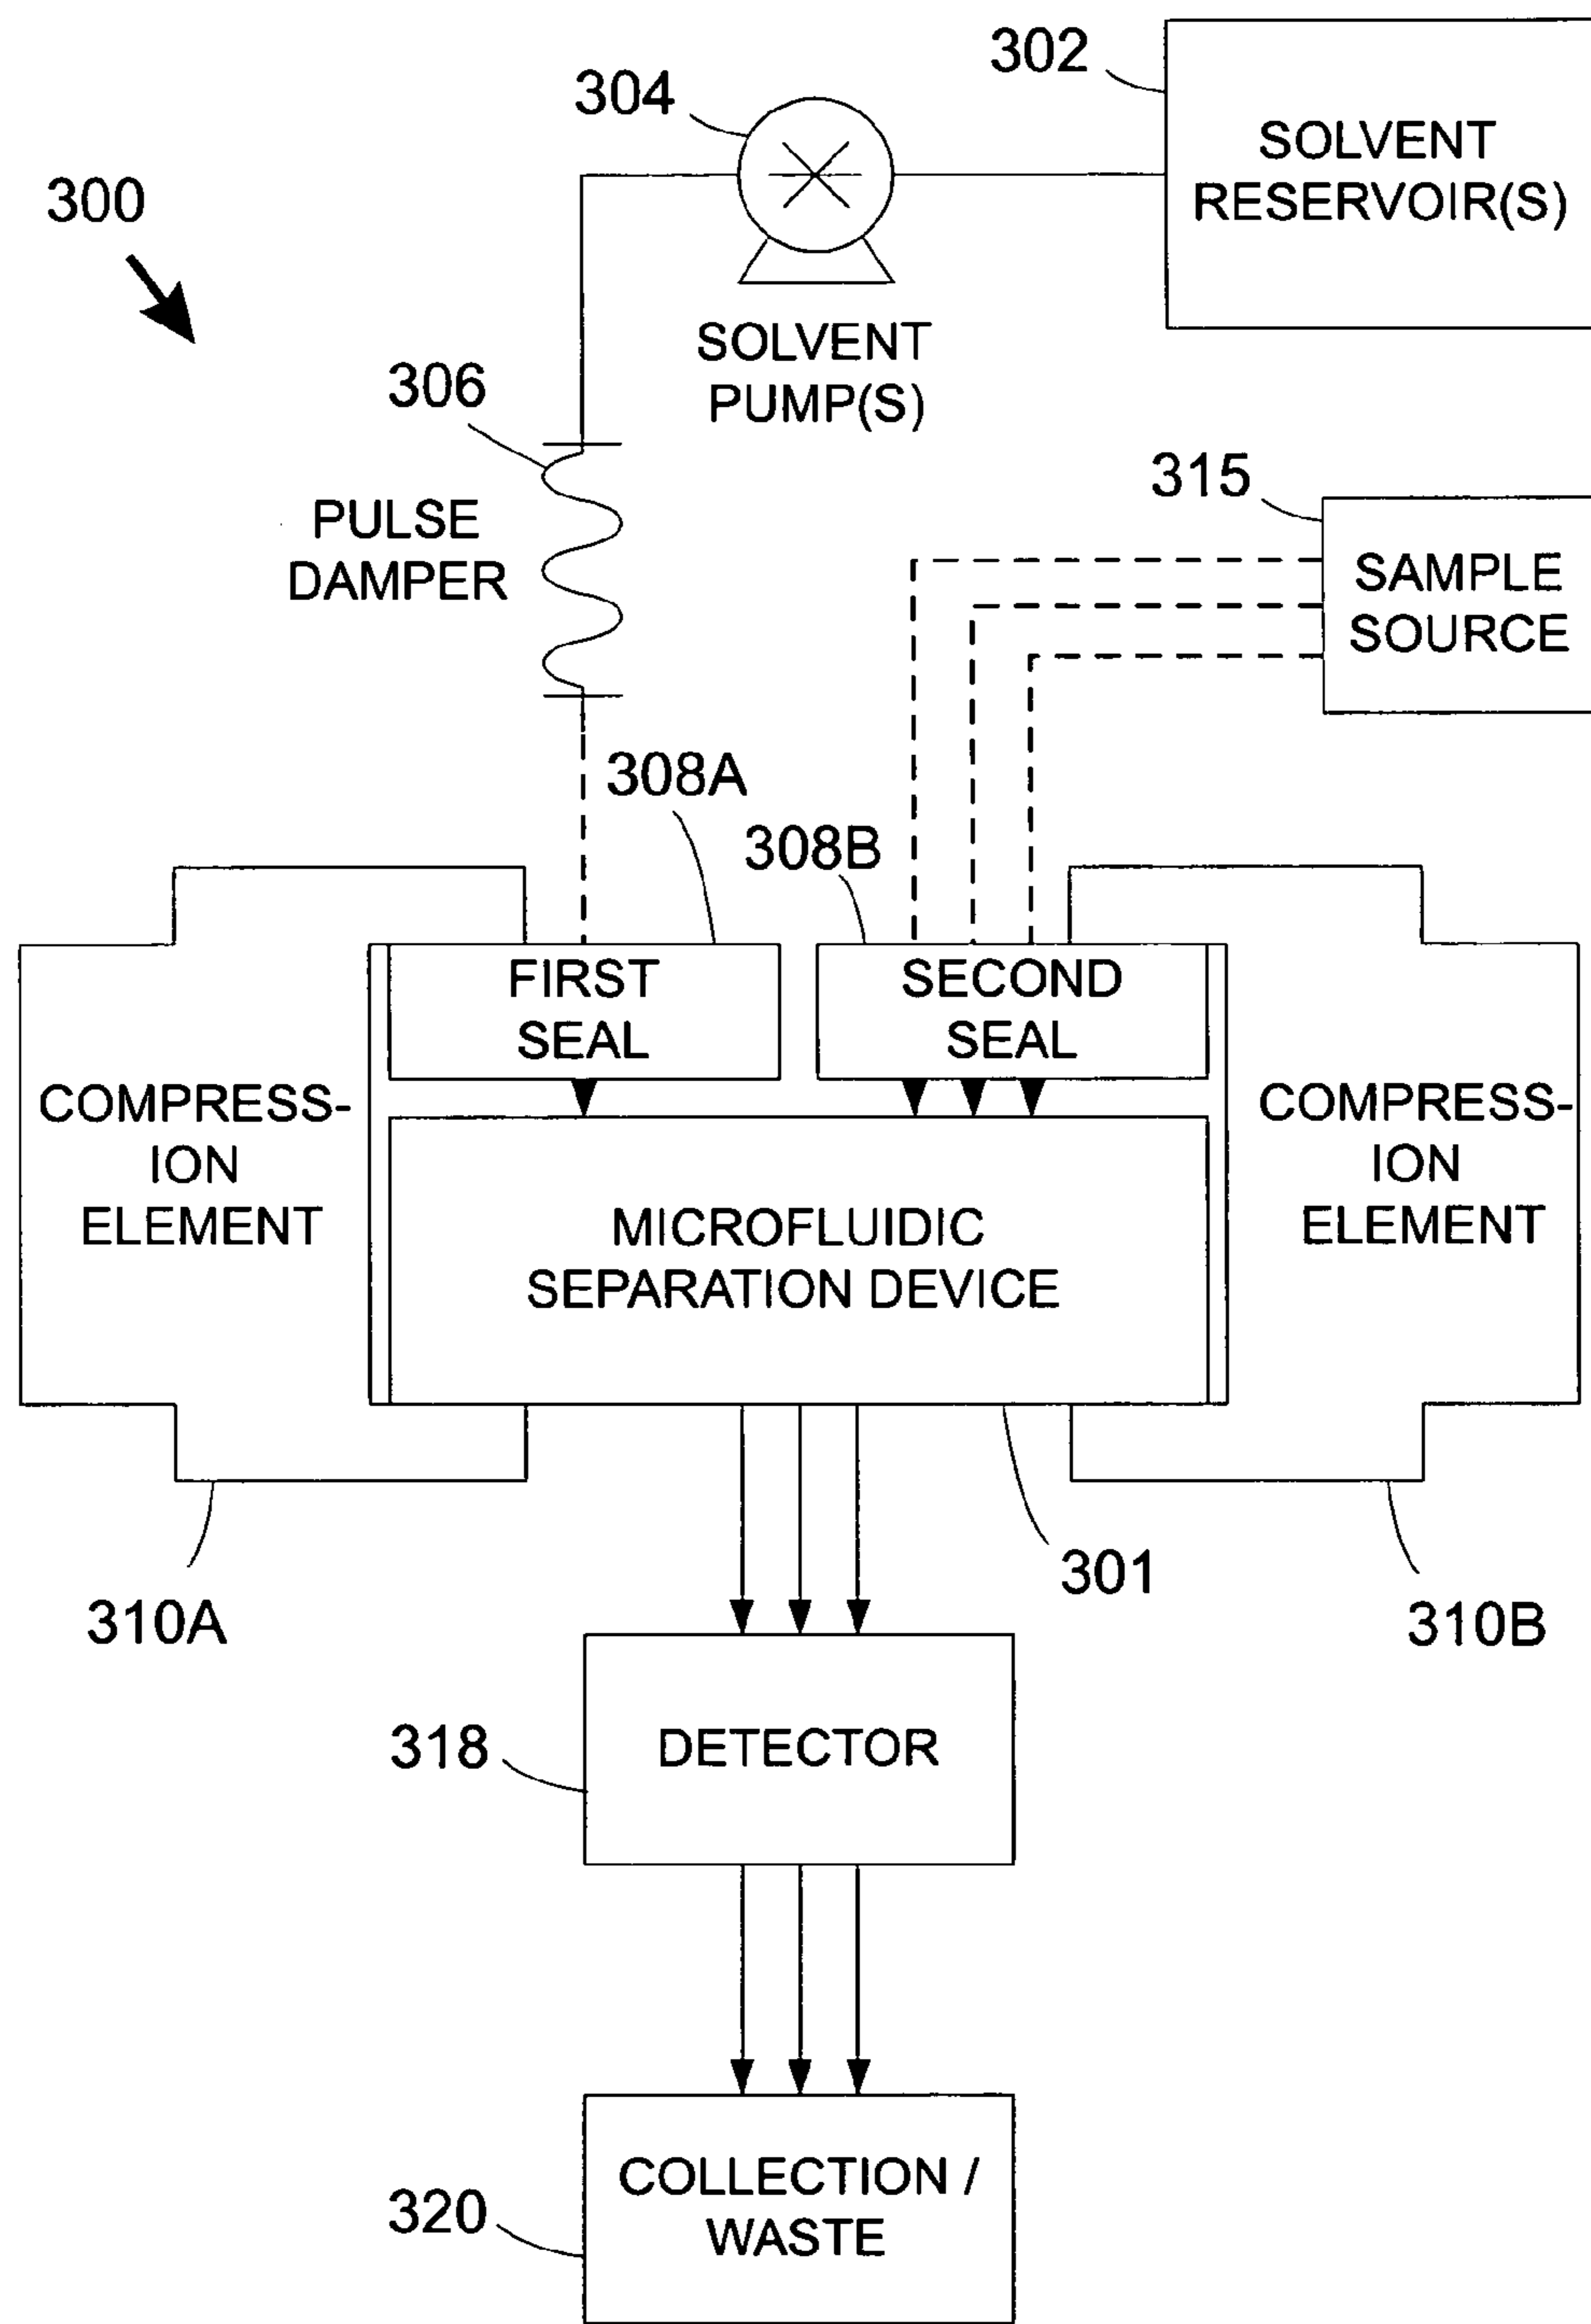 302
304
SOLVENT
RESERVOIR(S)
300
SOLVENT
PUMP(S)
306
315
PULSE
DAMPER
SAMPLE
SOURCE
308A
308B
FIRST
SEAL
SECOND
SEAL
COMPRESS-
ION
ELEMENT
COMPRESS-
ION
ELEMENT
MICROFLUIDIC
SEPARATION DEVICE
301
310A
310B
318
DETECTOR
320
COLLECTION /
WASTE